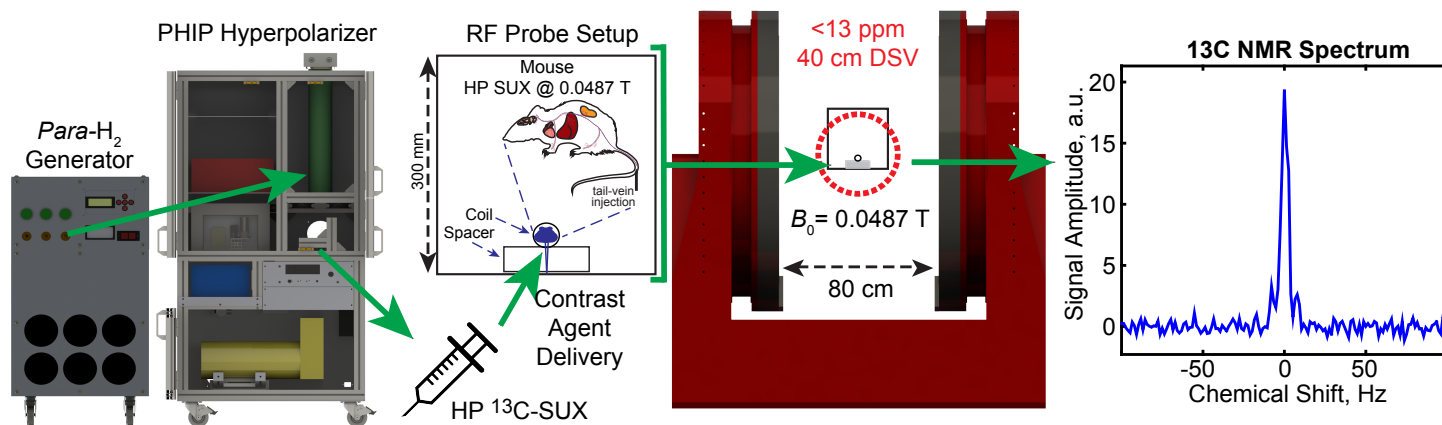 PHIP Hyperpolarizer
Para-H2
Generator
RF Probe Setup
Mouse
HP SUX @ 0.0487 T
300 mm
tail-vein
injection
Coil
Spacer
Contrast
Agent
Delivery
HP 13C-SUX
<13 ppm
40 cm DSV
B0= 0.0487 T
80 cm
13C NMR Spectrum
Signal Amplitude, a.u.
20
15
10
5
0
-50
0
50
Chemical Shift, Hz